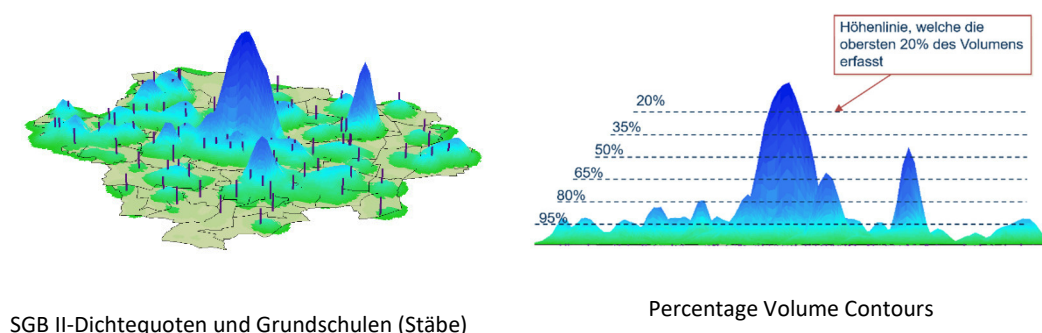 Höhenlinie, welche die
obersten 20% des Volumens
erfasst
20%
35%
50%
65%
80%
95%
SGB II-Dichtequoten und Grundschulen (Stäbe)
Percentage Volume Contours